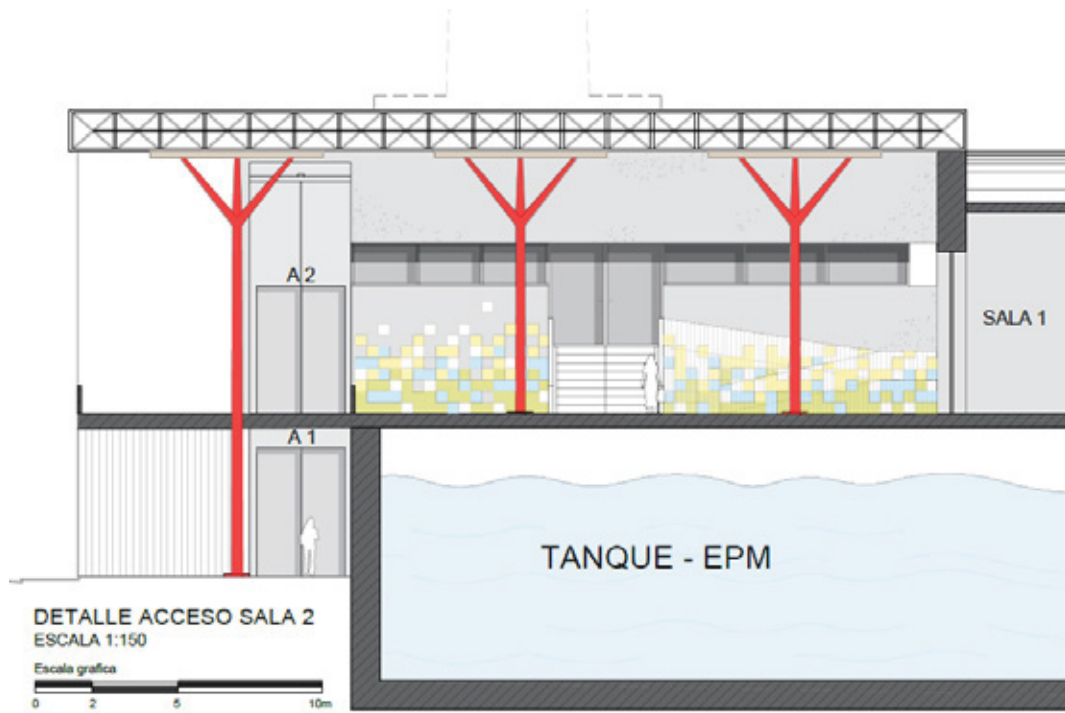 A 2
SALA 1
A 1
TANQUE - EPM
DETALLE ACCESO SALA 2
ESCALA 1:150
Escala grafica
0 2 5 10m